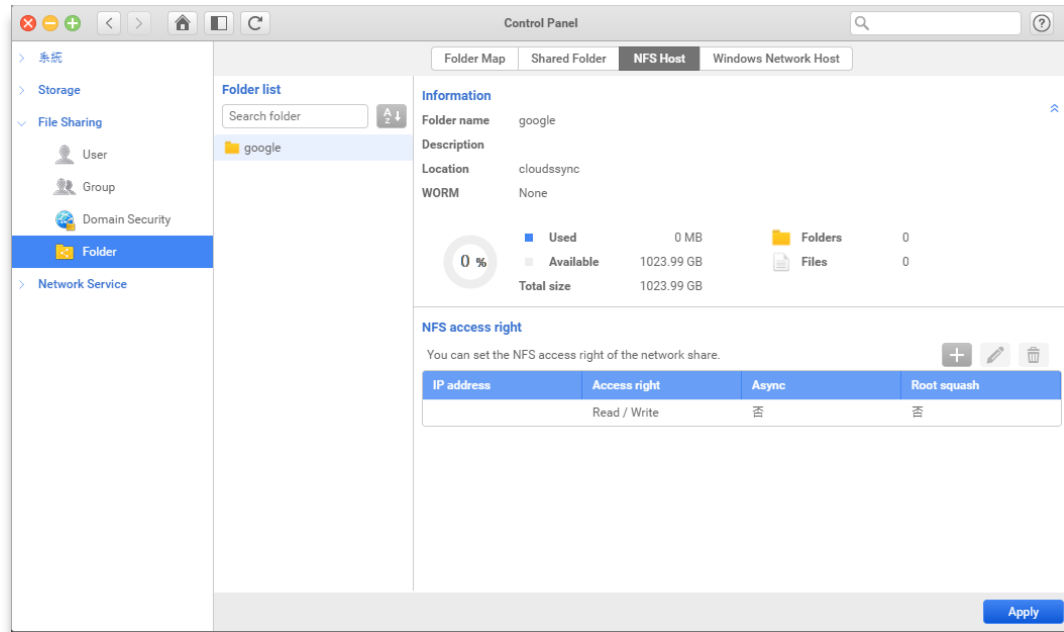 Control Panel
?
系統
Storage
File Sharing
User
Group
Domain Security
Folder
Network Service
Folder Map Shared Folder NFS Host Windows Network Host
Folder list
Search folder
A Z
google
Information
Folder name google
Description
Location cloudssync
WORM None
0 %
Used 0 MB Folders 0
Available 1023.99 GB Files 0
Total size 1023.99 GB
NFS access right
You can set the NFS access right of the network share.
IP address Access right Async Root squash
Read / Write 否 否
Apply